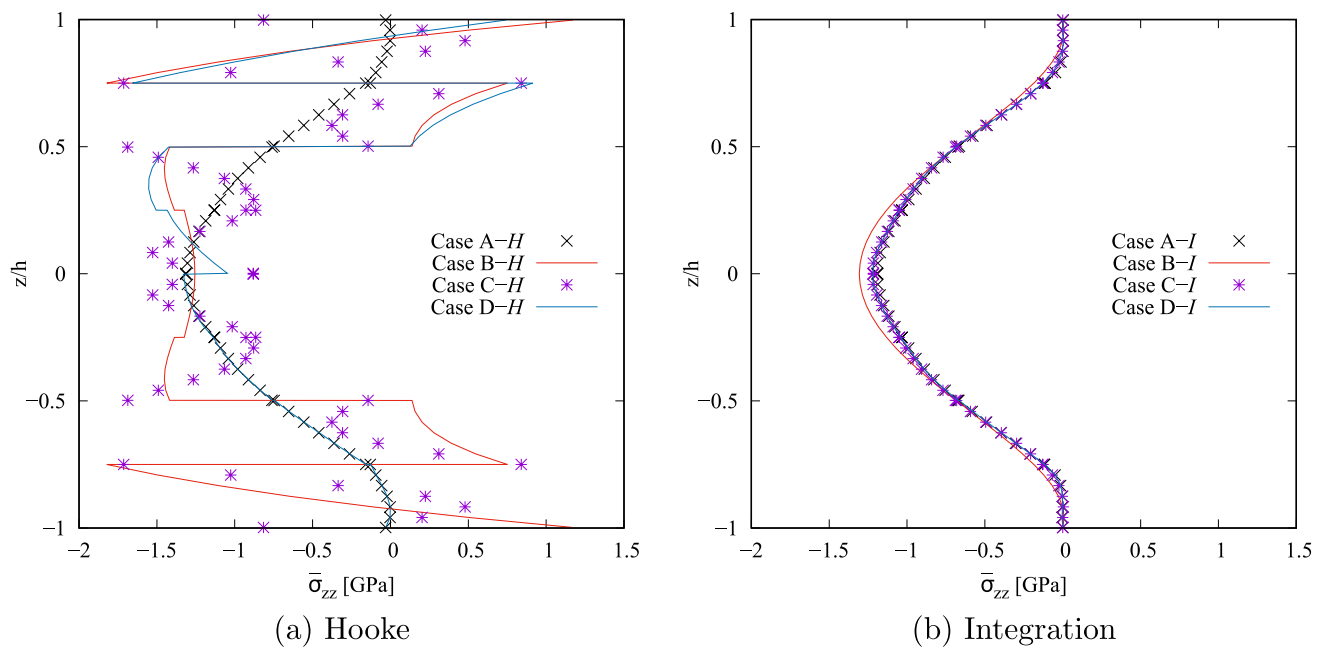 1
0.5
0
−0.5
−1
−2
−1.5
−1
−0.5
0
0.5
1
1.5
z/h
σ̅zz [GPa]
Case A−H
Case B−H
Case C−H
Case D−H
(a) Hooke
1
0.5
0
−0.5
−1
−2
−1.5
−1
−0.5
0
0.5
1
1.5
z/h
σ̅zz [GPa]
Case A−I
Case B−I
Case C−I
Case D−I
(b) Integration